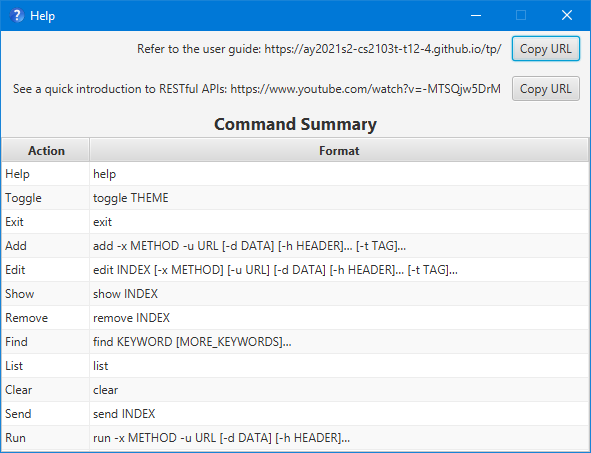 Help
Refer to the user guide: https://ay2021s2-cs2103t-t12-4.github.io/tp/ Copy URL
See a quick introduction to RESTful APIs: https://www.youtube.com/watch?v=-MTSQjw5DrM Copy URL
Command Summary
Action Format
Help help
Toggle toggle THEME
Exit exit
Add add -x METHOD -u URL [-d DATA] [-h HEADER]... [-t TAG]...
Edit edit INDEX [-x METHOD] [-u URL] [-d DATA] [-h HEADER]... [-t TAG]...
Show show INDEX
Remove remove INDEX
Find find KEYWORD [MORE_KEYWORDS]...
List list
Clear clear
Send send INDEX
Run run -x METHOD -u URL [-d DATA] [-h HEADER]...